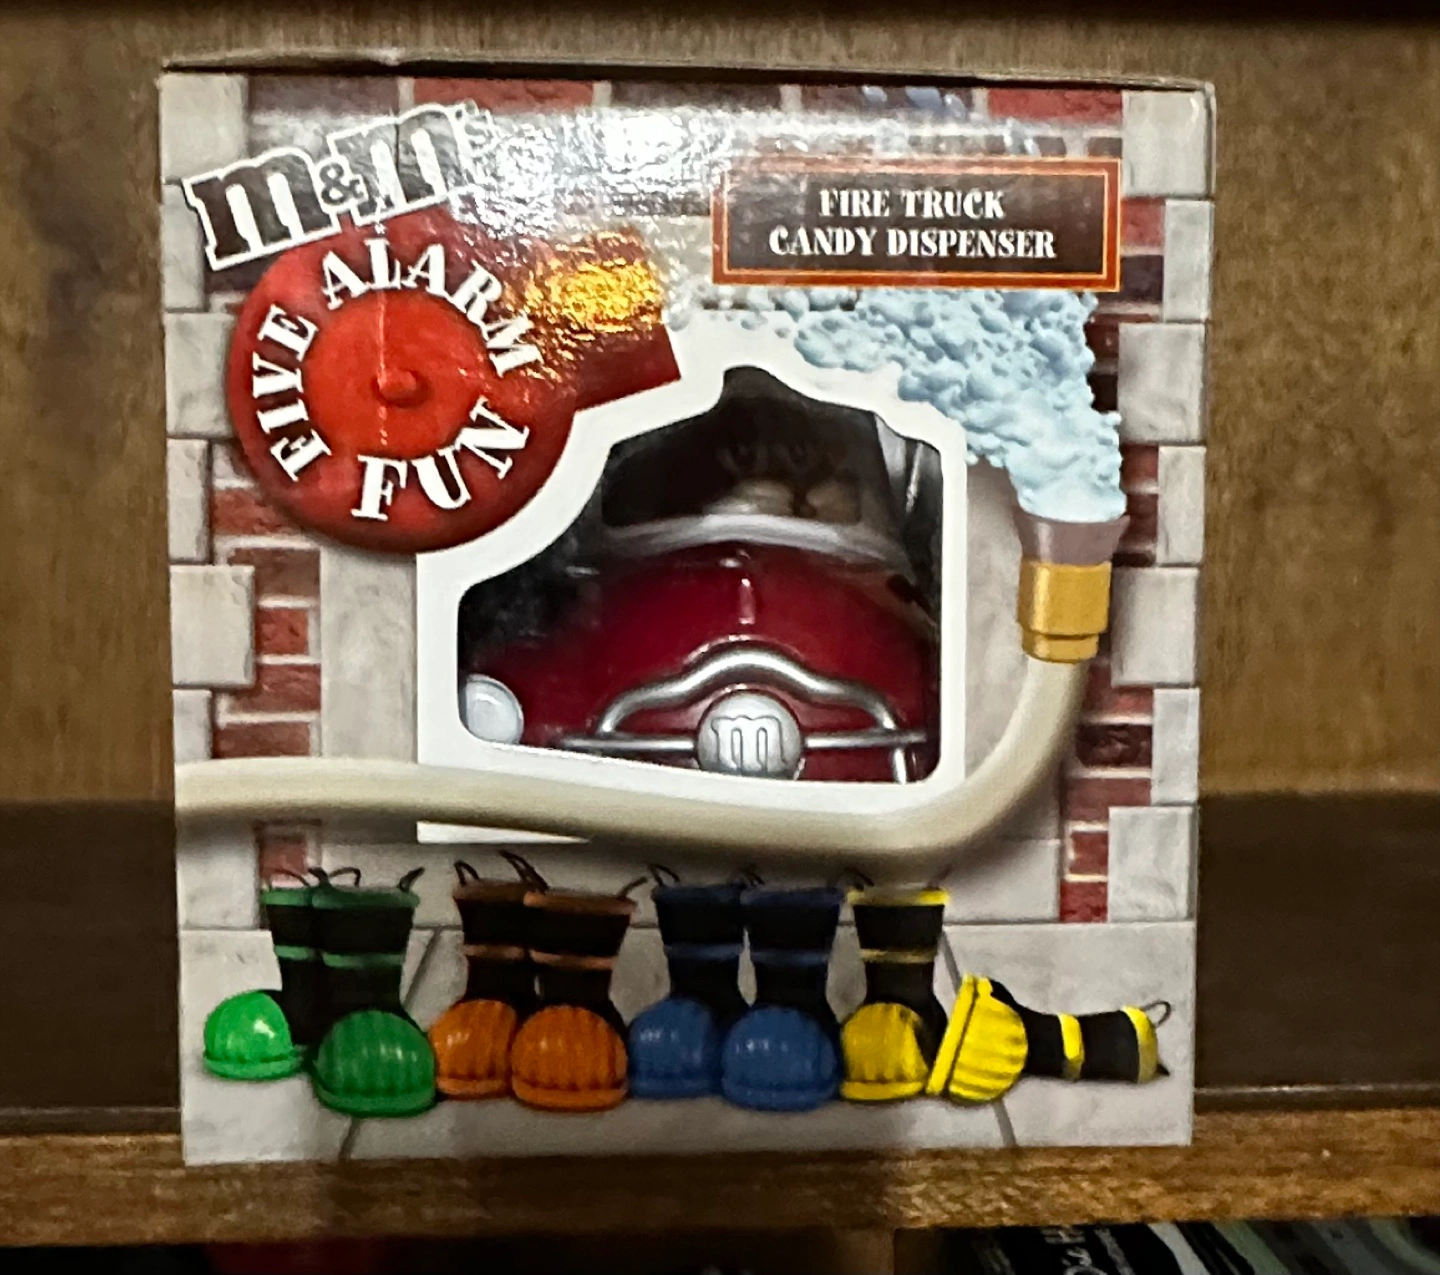 m&m's
FIVE ALARM
FUN
FIRE TRUCK
CANDY DISPENSER
m